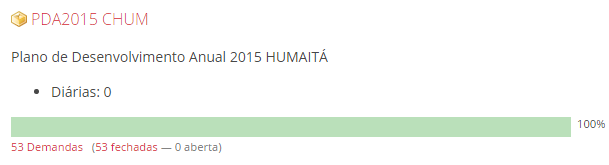 PDA2015 CHUM
Plano de Desenvolvimento Anual 2015 HUMAITÁ
• Diárias: 0
100%
53 Demandas (53 fechadas — 0 aberta)